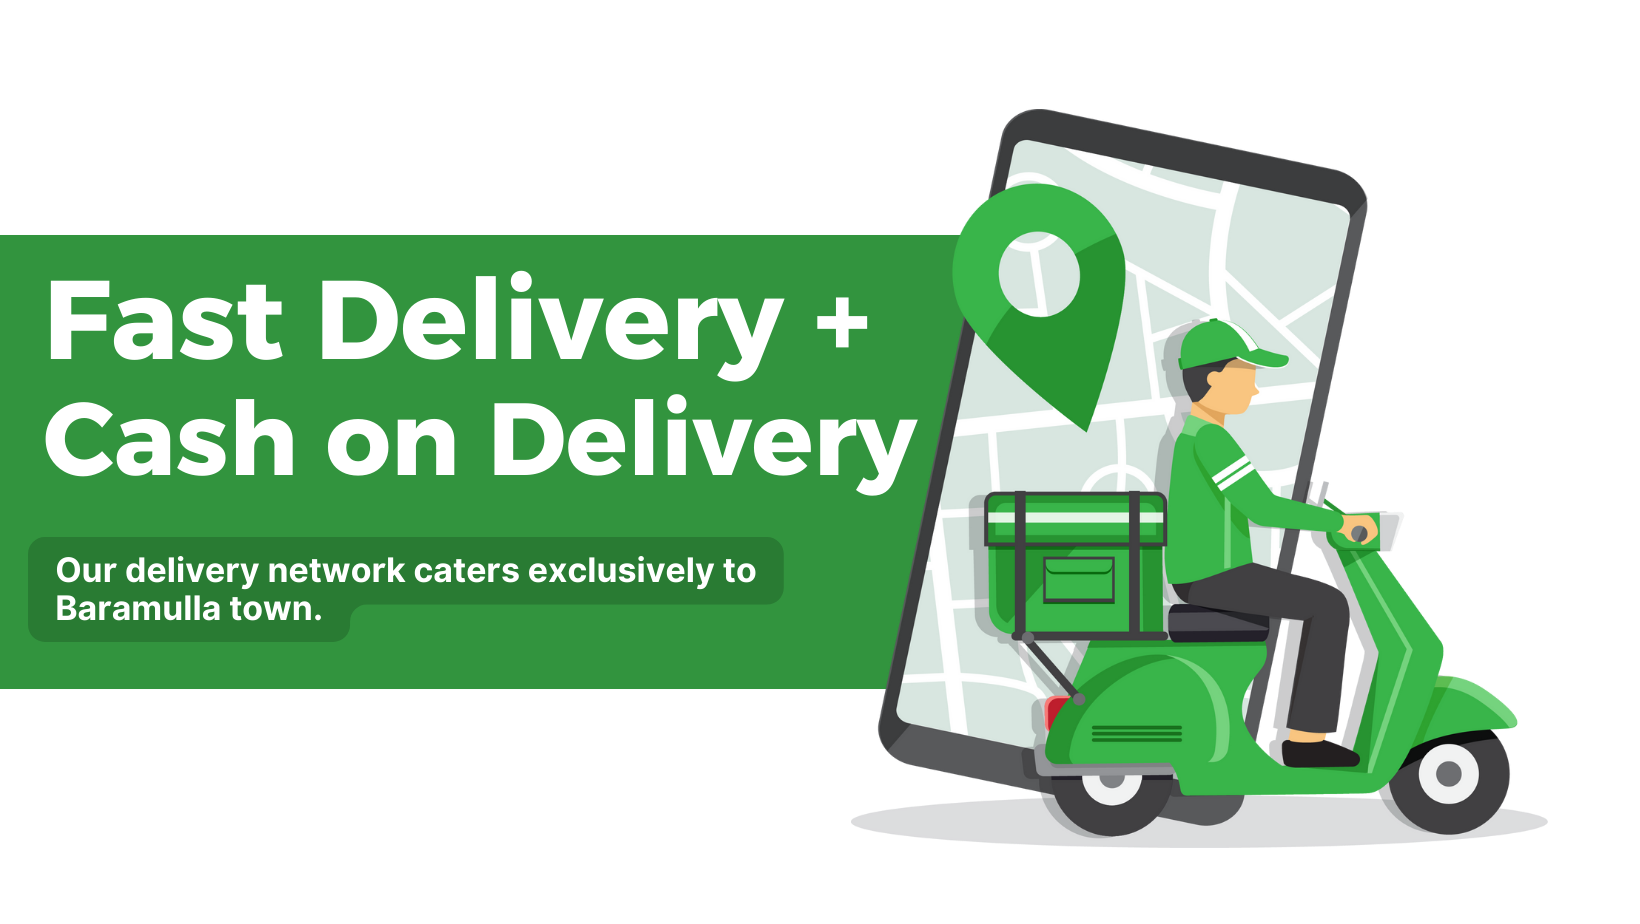 Fast Delivery +
Cash on Delivery
Our delivery network caters exclusively to
Baramulla town.